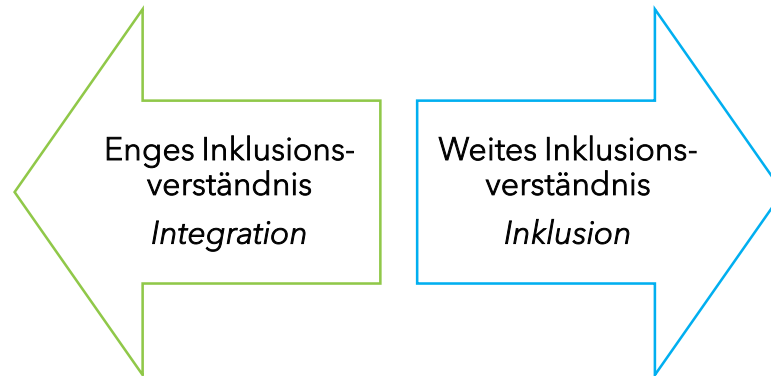 Enges Inklusions-
verständnis
Integration
Weites Inklusions-
verständnis
Inklusion